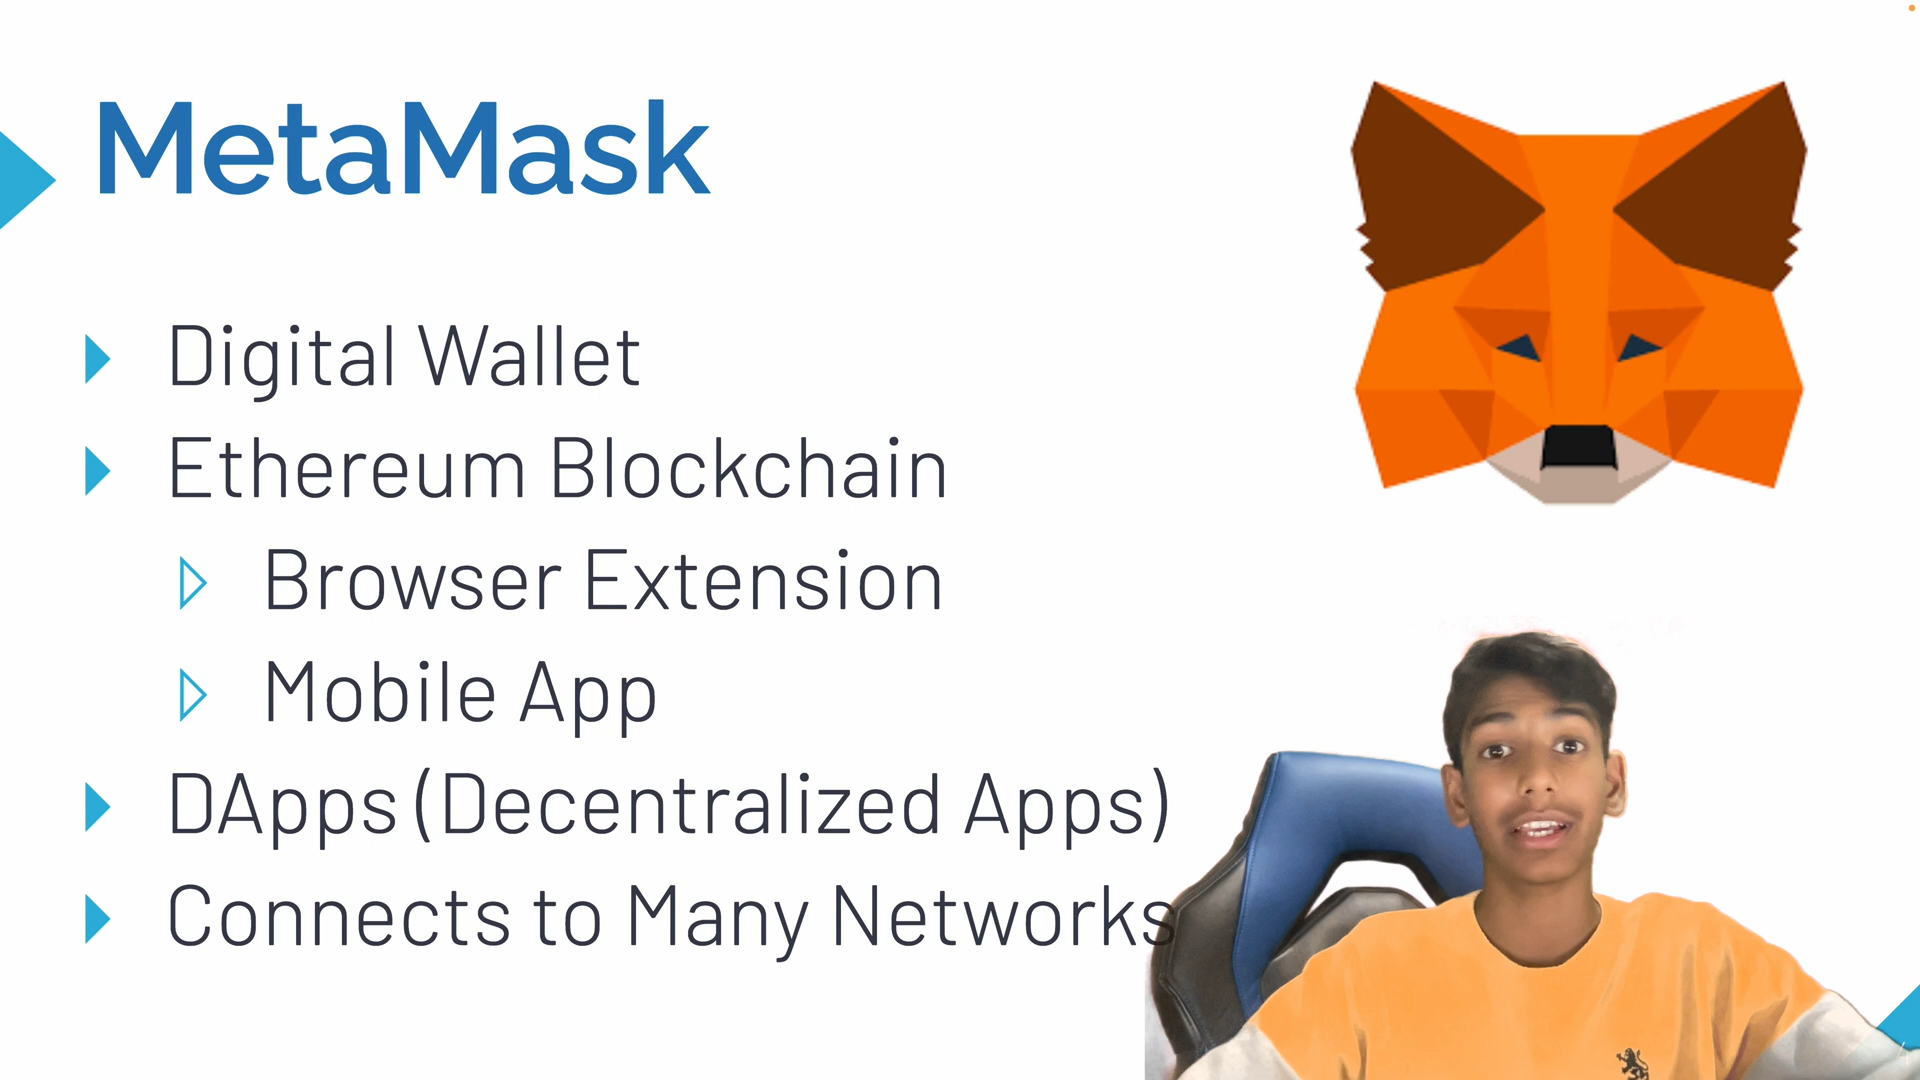 MetaMask
Digital Wallet
Ethereum Blockchain
Browser Extension
Mobile App
DApps (Decentralized Apps)
Connects to Many Networks